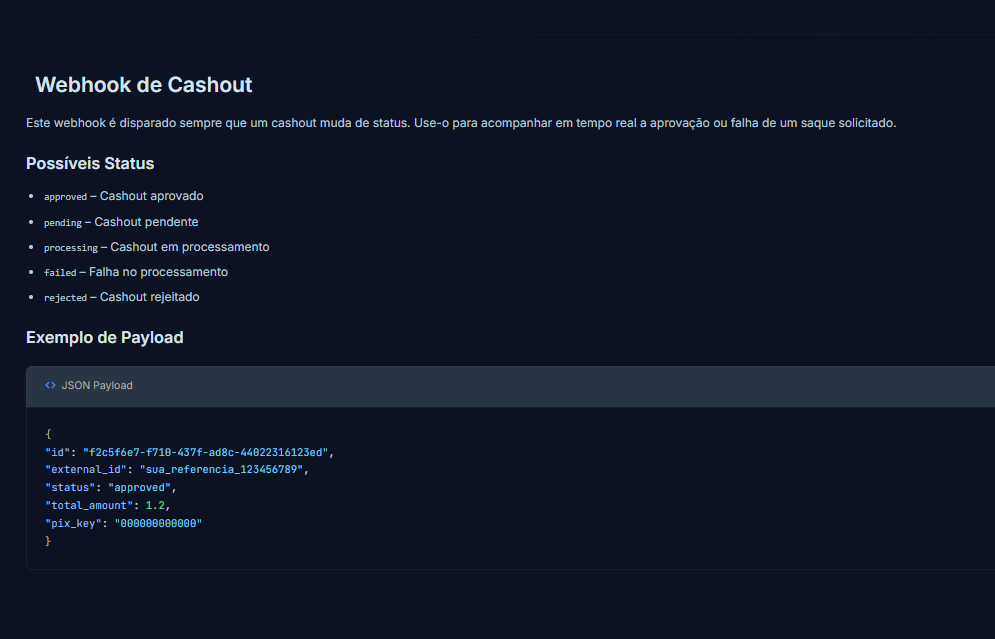 Webhook de Cashout
Este webhook é disparado sempre que um cashout muda de status. Use-o para acompanhar em tempo real a aprovação ou falha de um saque solicitado.
Possíveis Status
• approved – Cashout aprovado
• pending – Cashout pendente
• processing – Cashout em processamento
• failed – Falha no processamento
• rejected – Cashout rejeitado
Exemplo de Payload
<> JSON Payload
{
"id": "f2c5f6e7-f710-437f-ad8c-44022316123ed",
"external_id": "sua_referencia_123456789",
"status": "approved",
"total_amount": 1.2,
"pix_key": "000000000000"
}